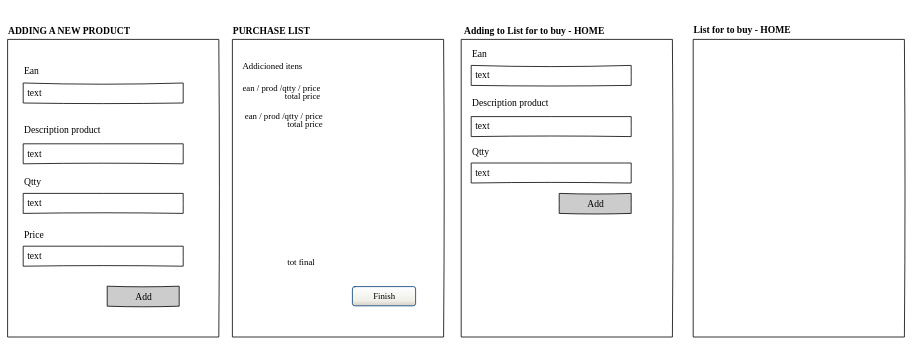 ADDING A NEW PRODUCT
Ean
text
Description product
text
Qtty
text
Price
text
Add
PURCHASE LIST
Addicioned itens
ean / prod /qtty / price
total price
ean / prod /qtty / price
total price
tot final
Finish
Adding to List for to buy - HOME
Ean
text
Description product
text
Qtty
text
Add
List for to buy - HOME